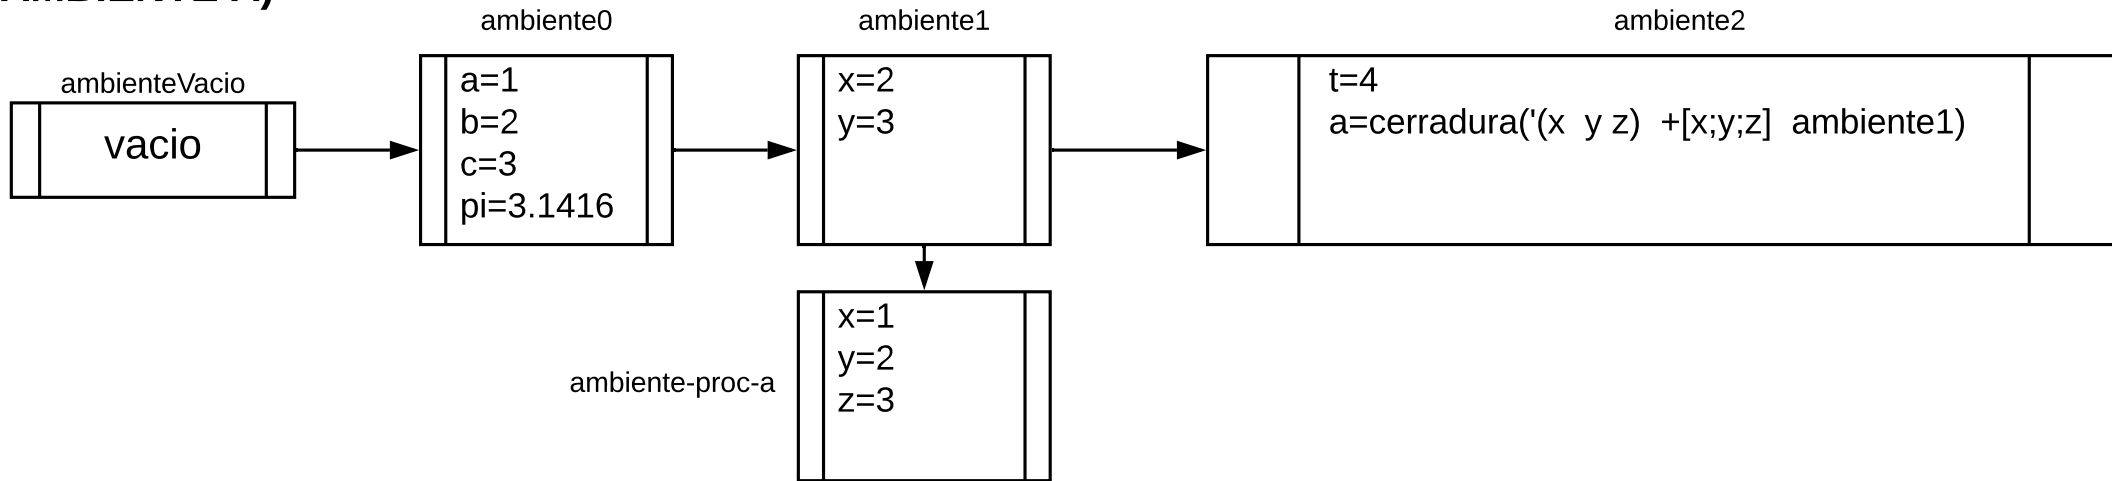 ambienteVacio
vacio
ambiente0
a=1
b=2
c=3
pi=3.1416
ambiente1
x=2
y=3
ambiente2
t=4
a=cerradura('(x  y z)  +[x;y;z]  ambiente1)
ambiente-proc-a
x=1
y=2
z=3